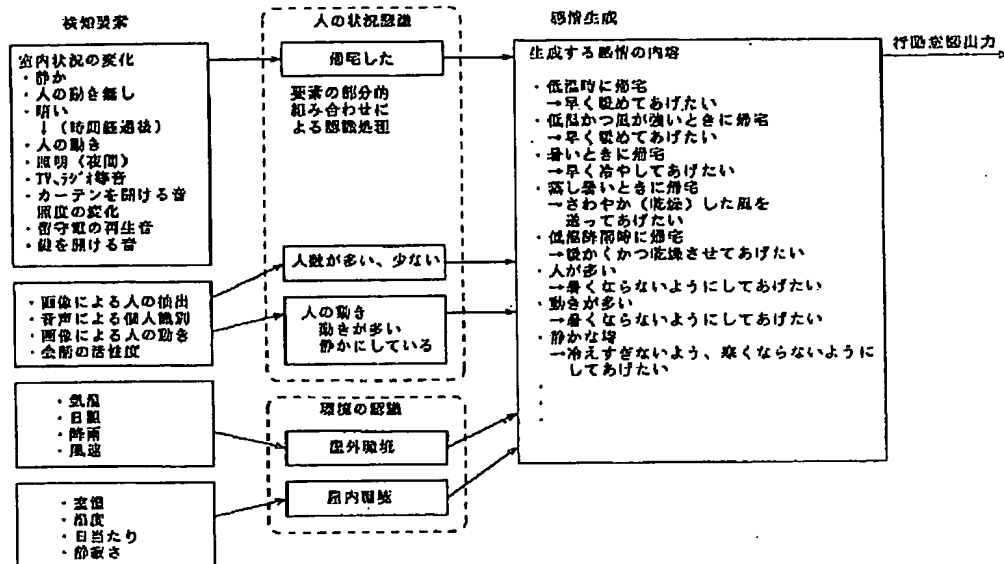 検知要素
室内状況の変化
・静か
・人の動き無し
・明い
↓（時間経過後）
・人の動き
・照明（夜間）
・TV、ラジオ等音
・カーテンを開ける音
照度の変化
・留守電の再生音
・鍵を開ける音
・画像による人の抽出
・音声による個人識別
・画像による人の動き
・会話の活性度
・気温
・日照
・降雨
・風速
・室温
・湿度
・日当たり
・静寂さ
人の状況認識
帰宅した
要素の部分的
組み合わせに
よる認識処理
人数が多い、少ない
人の動き
動きが多い
静かにしている
環境の認識
屋外環境
屋内環境
感情生成
生成する感情の内容
・低温時に帰宅
→早く暖めてあげたい
・低温かつ風が強いときに帰宅
→早く暖めてあげたい
・暑いときに帰宅
→早く冷やしてあげたい
・蒸し暑いときに帰宅
→さわやか（乾燥）した風を
送ってあげたい
・低温降雨時に帰宅
→暖かくかつ乾燥させてあげたい
・人が多い
→暑くならないようにしてあげたい
・動きが多い
→暑くならないようにしてあげたい
・静かな時
→冷えすぎないよう、寒くならないように
してあげたい
・
・
・
行動意図出力